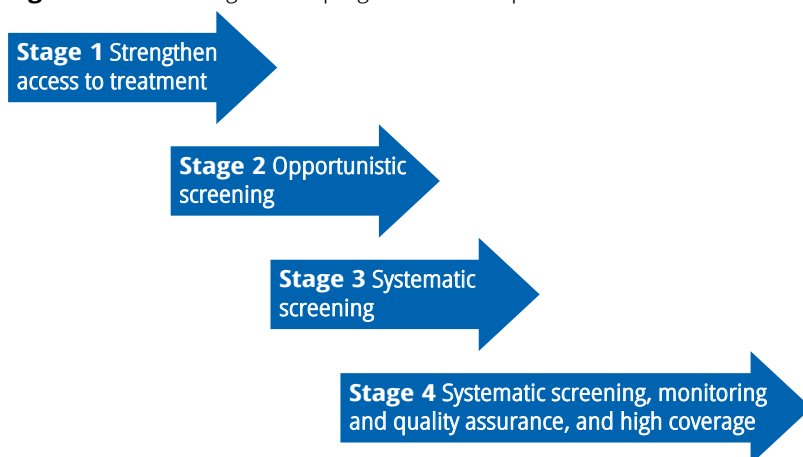 Stage 1 Strengthen
access to treatment
Stage 2 Opportunistic
screening
Stage 3 Systematic
screening
Stage 4 Systematic screening, monitoring
and quality assurance, and high coverage